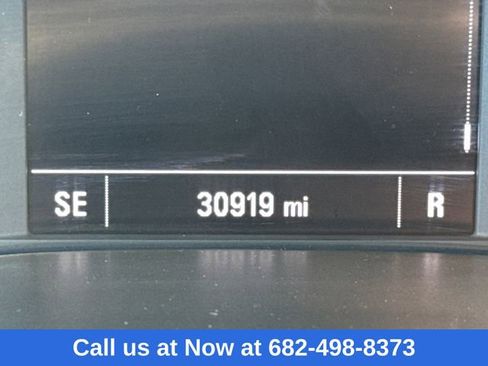 SE 30919 mi R
Call us at Now at 682-498-8373